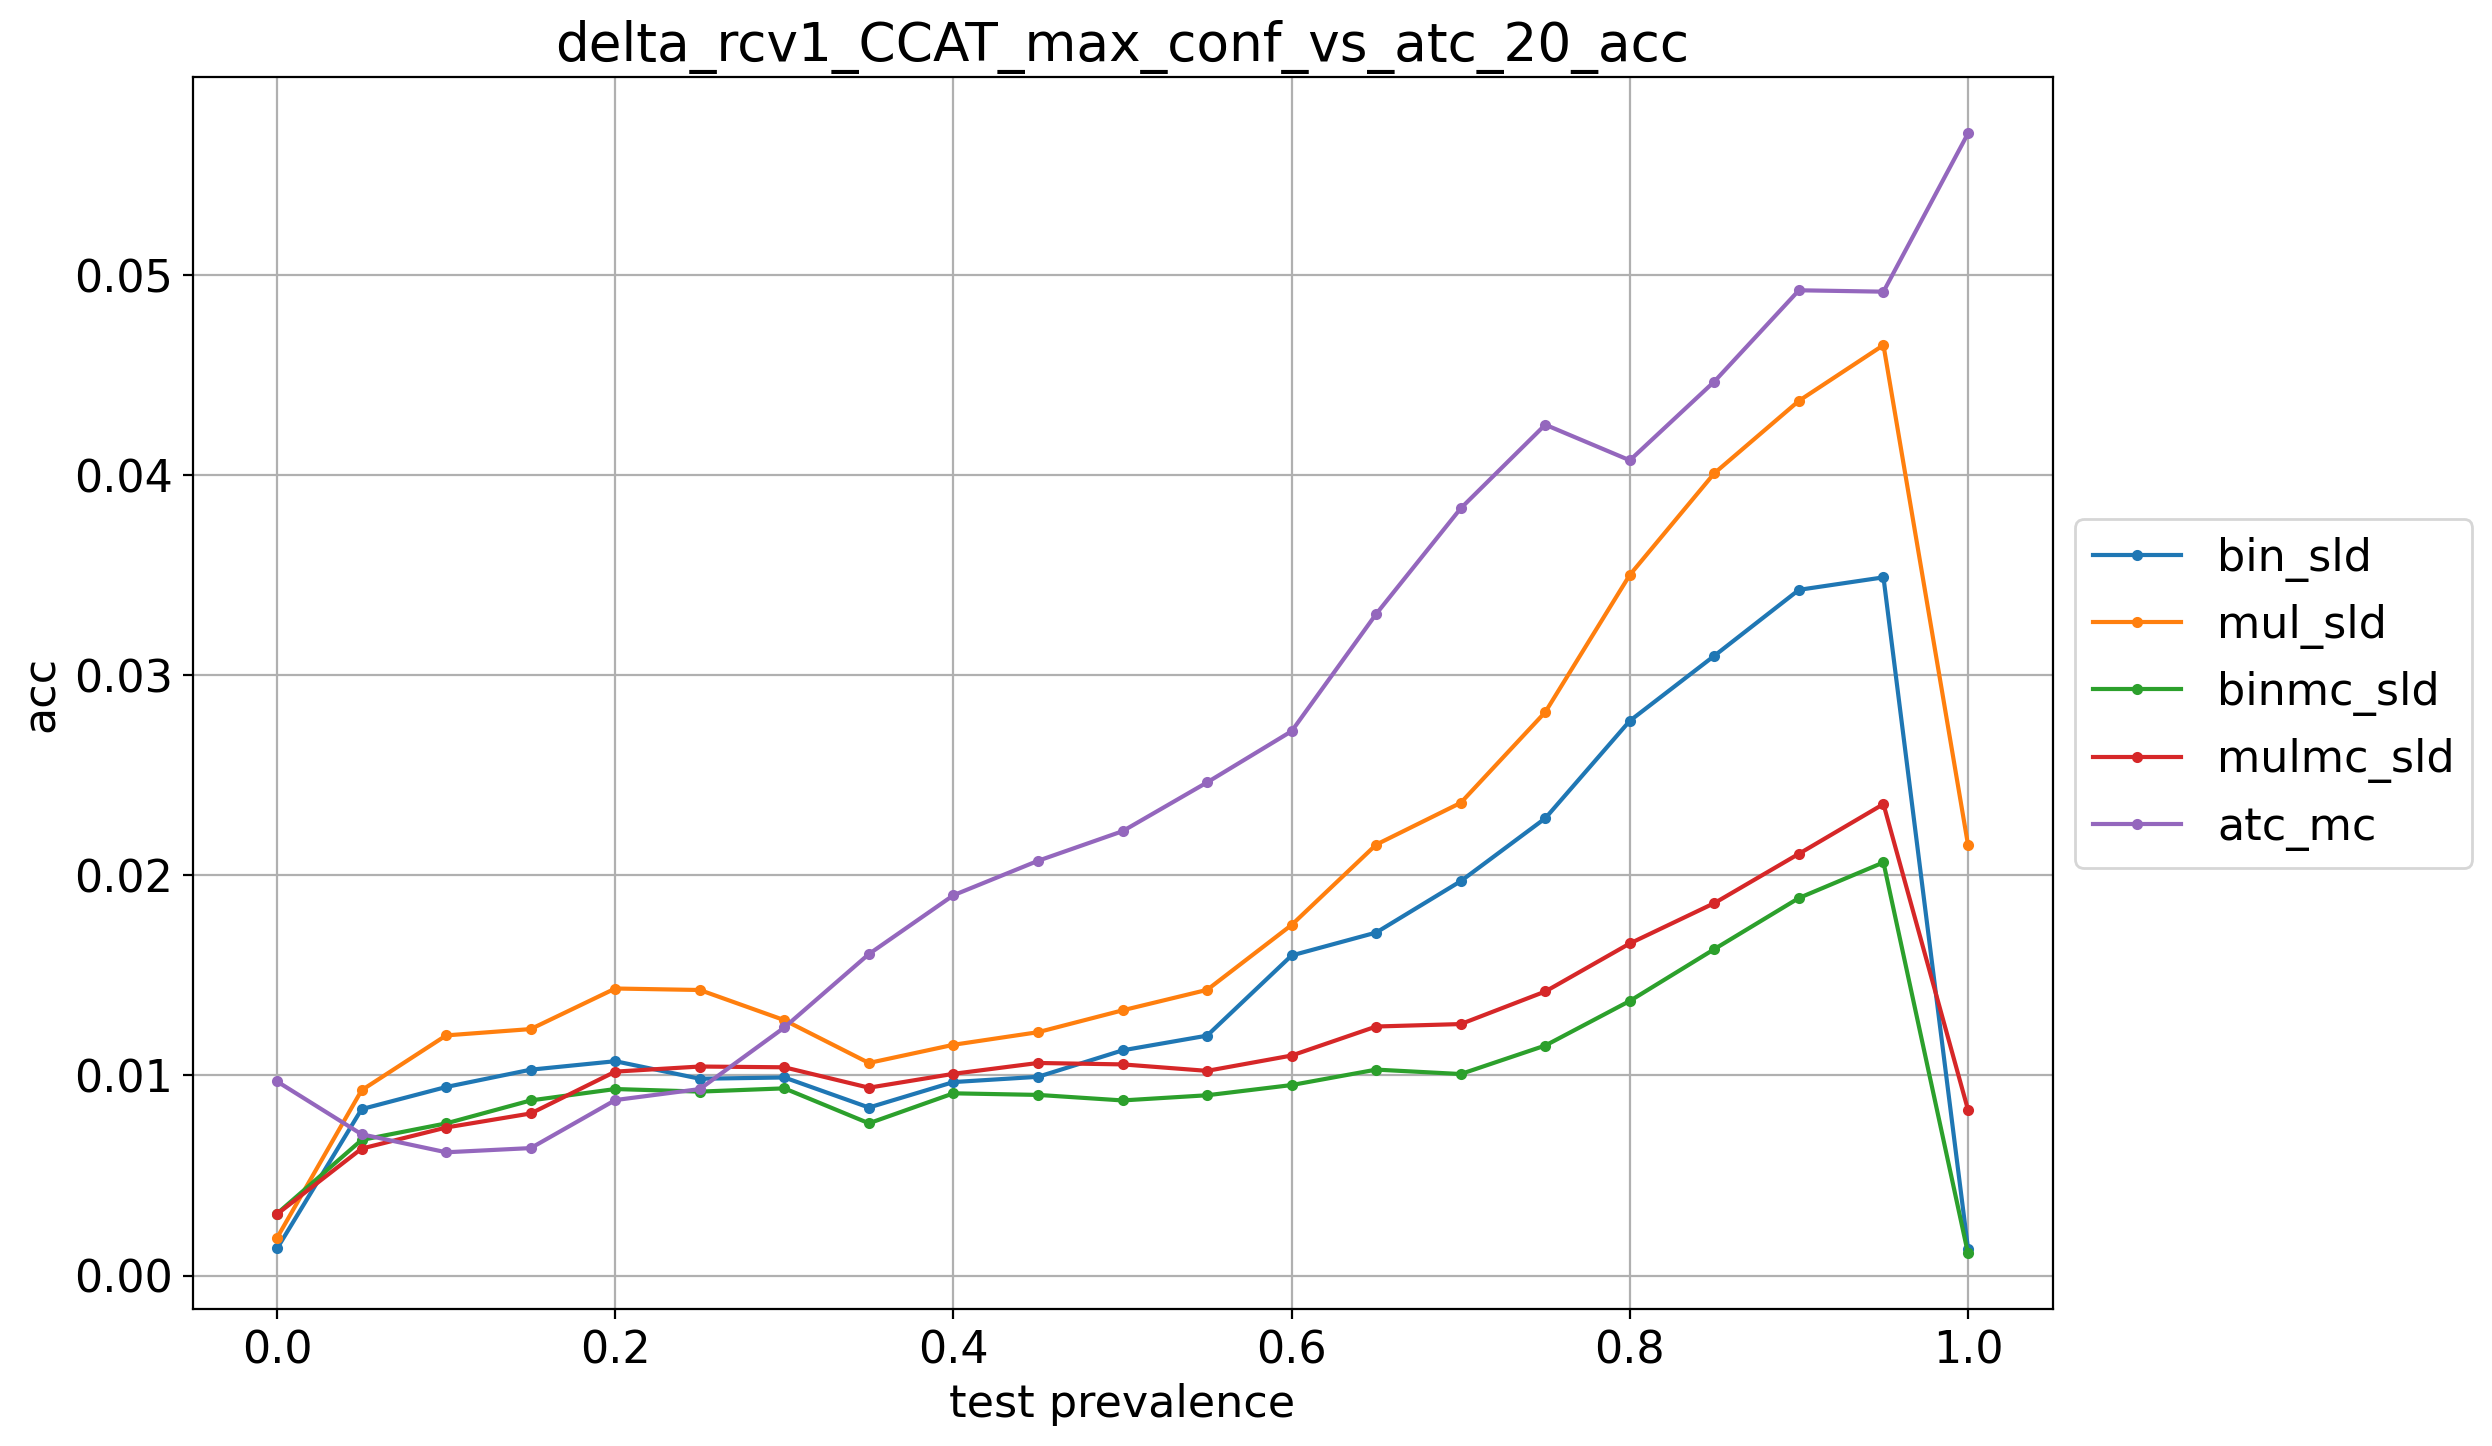 delta_rcv1_CCAT_max_conf_vs_atc_20_acc
acc
0.05
0.04
0.03
0.02
0.01
0.00
0.0 0.2 0.4 0.6 0.8 1.0
test prevalence
bin_sld
mul_sld
binmc_sld
mulmc_sld
atc_mc